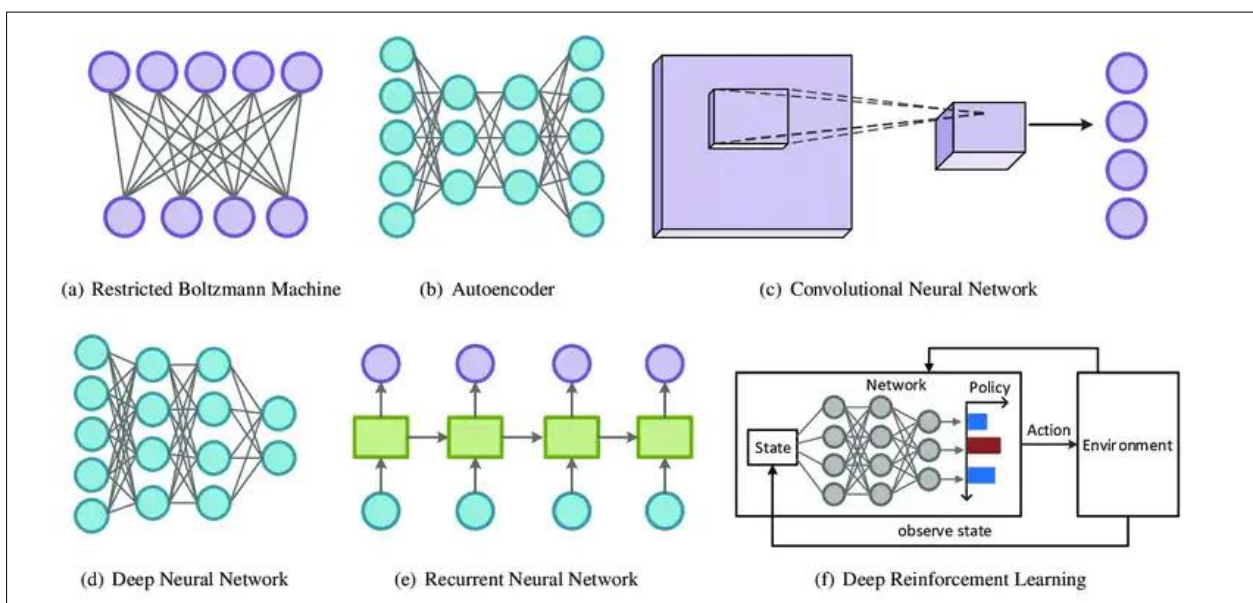 (a) Restricted Boltzmann Machine
(b) Autoencoder
(c) Convolutional Neural Network
Network
Policy
State
Action
Environment
observe state
(d) Deep Neural Network
(e) Recurrent Neural Network
(f) Deep Reinforcement Learning